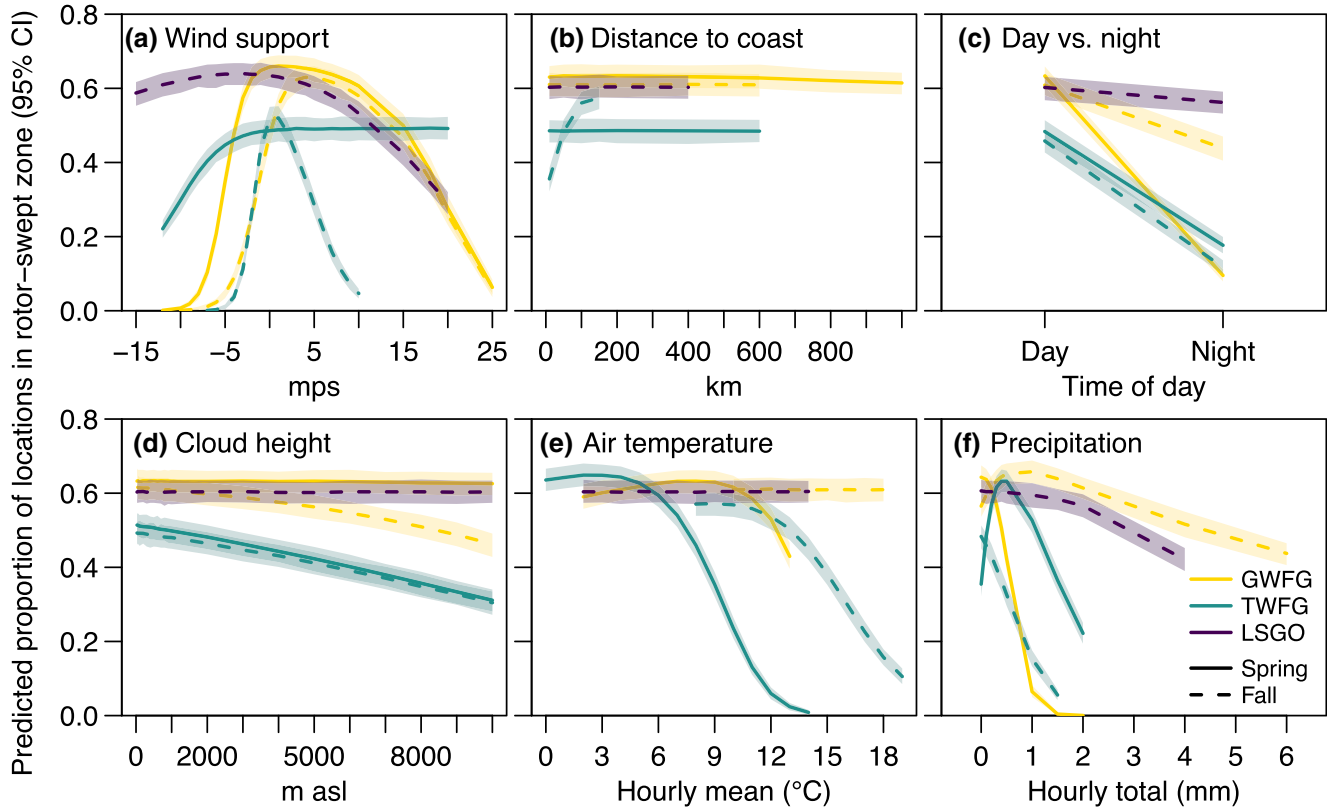 Predicted proportion of locations in rotor−swept zone (95% CI)
(a) Wind support
0.8
0.6
0.4
0.2
0.0
−15
−5
5
15
25
mps
(b) Distance to coast
0
200
400
600
800
km
(c) Day vs. night
Day
Night
Time of day
(d) Cloud height
0.8
0.6
0.4
0.2
0.0
0
2000
5000
8000
m asl
(e) Air temperature
0
3
6
9
12
15
18
Hourly mean (°C)
(f) Precipitation
GWFG
TWFG
LSGO
Spring
Fall
0
1
2
3
4
5
6
Hourly total (mm)